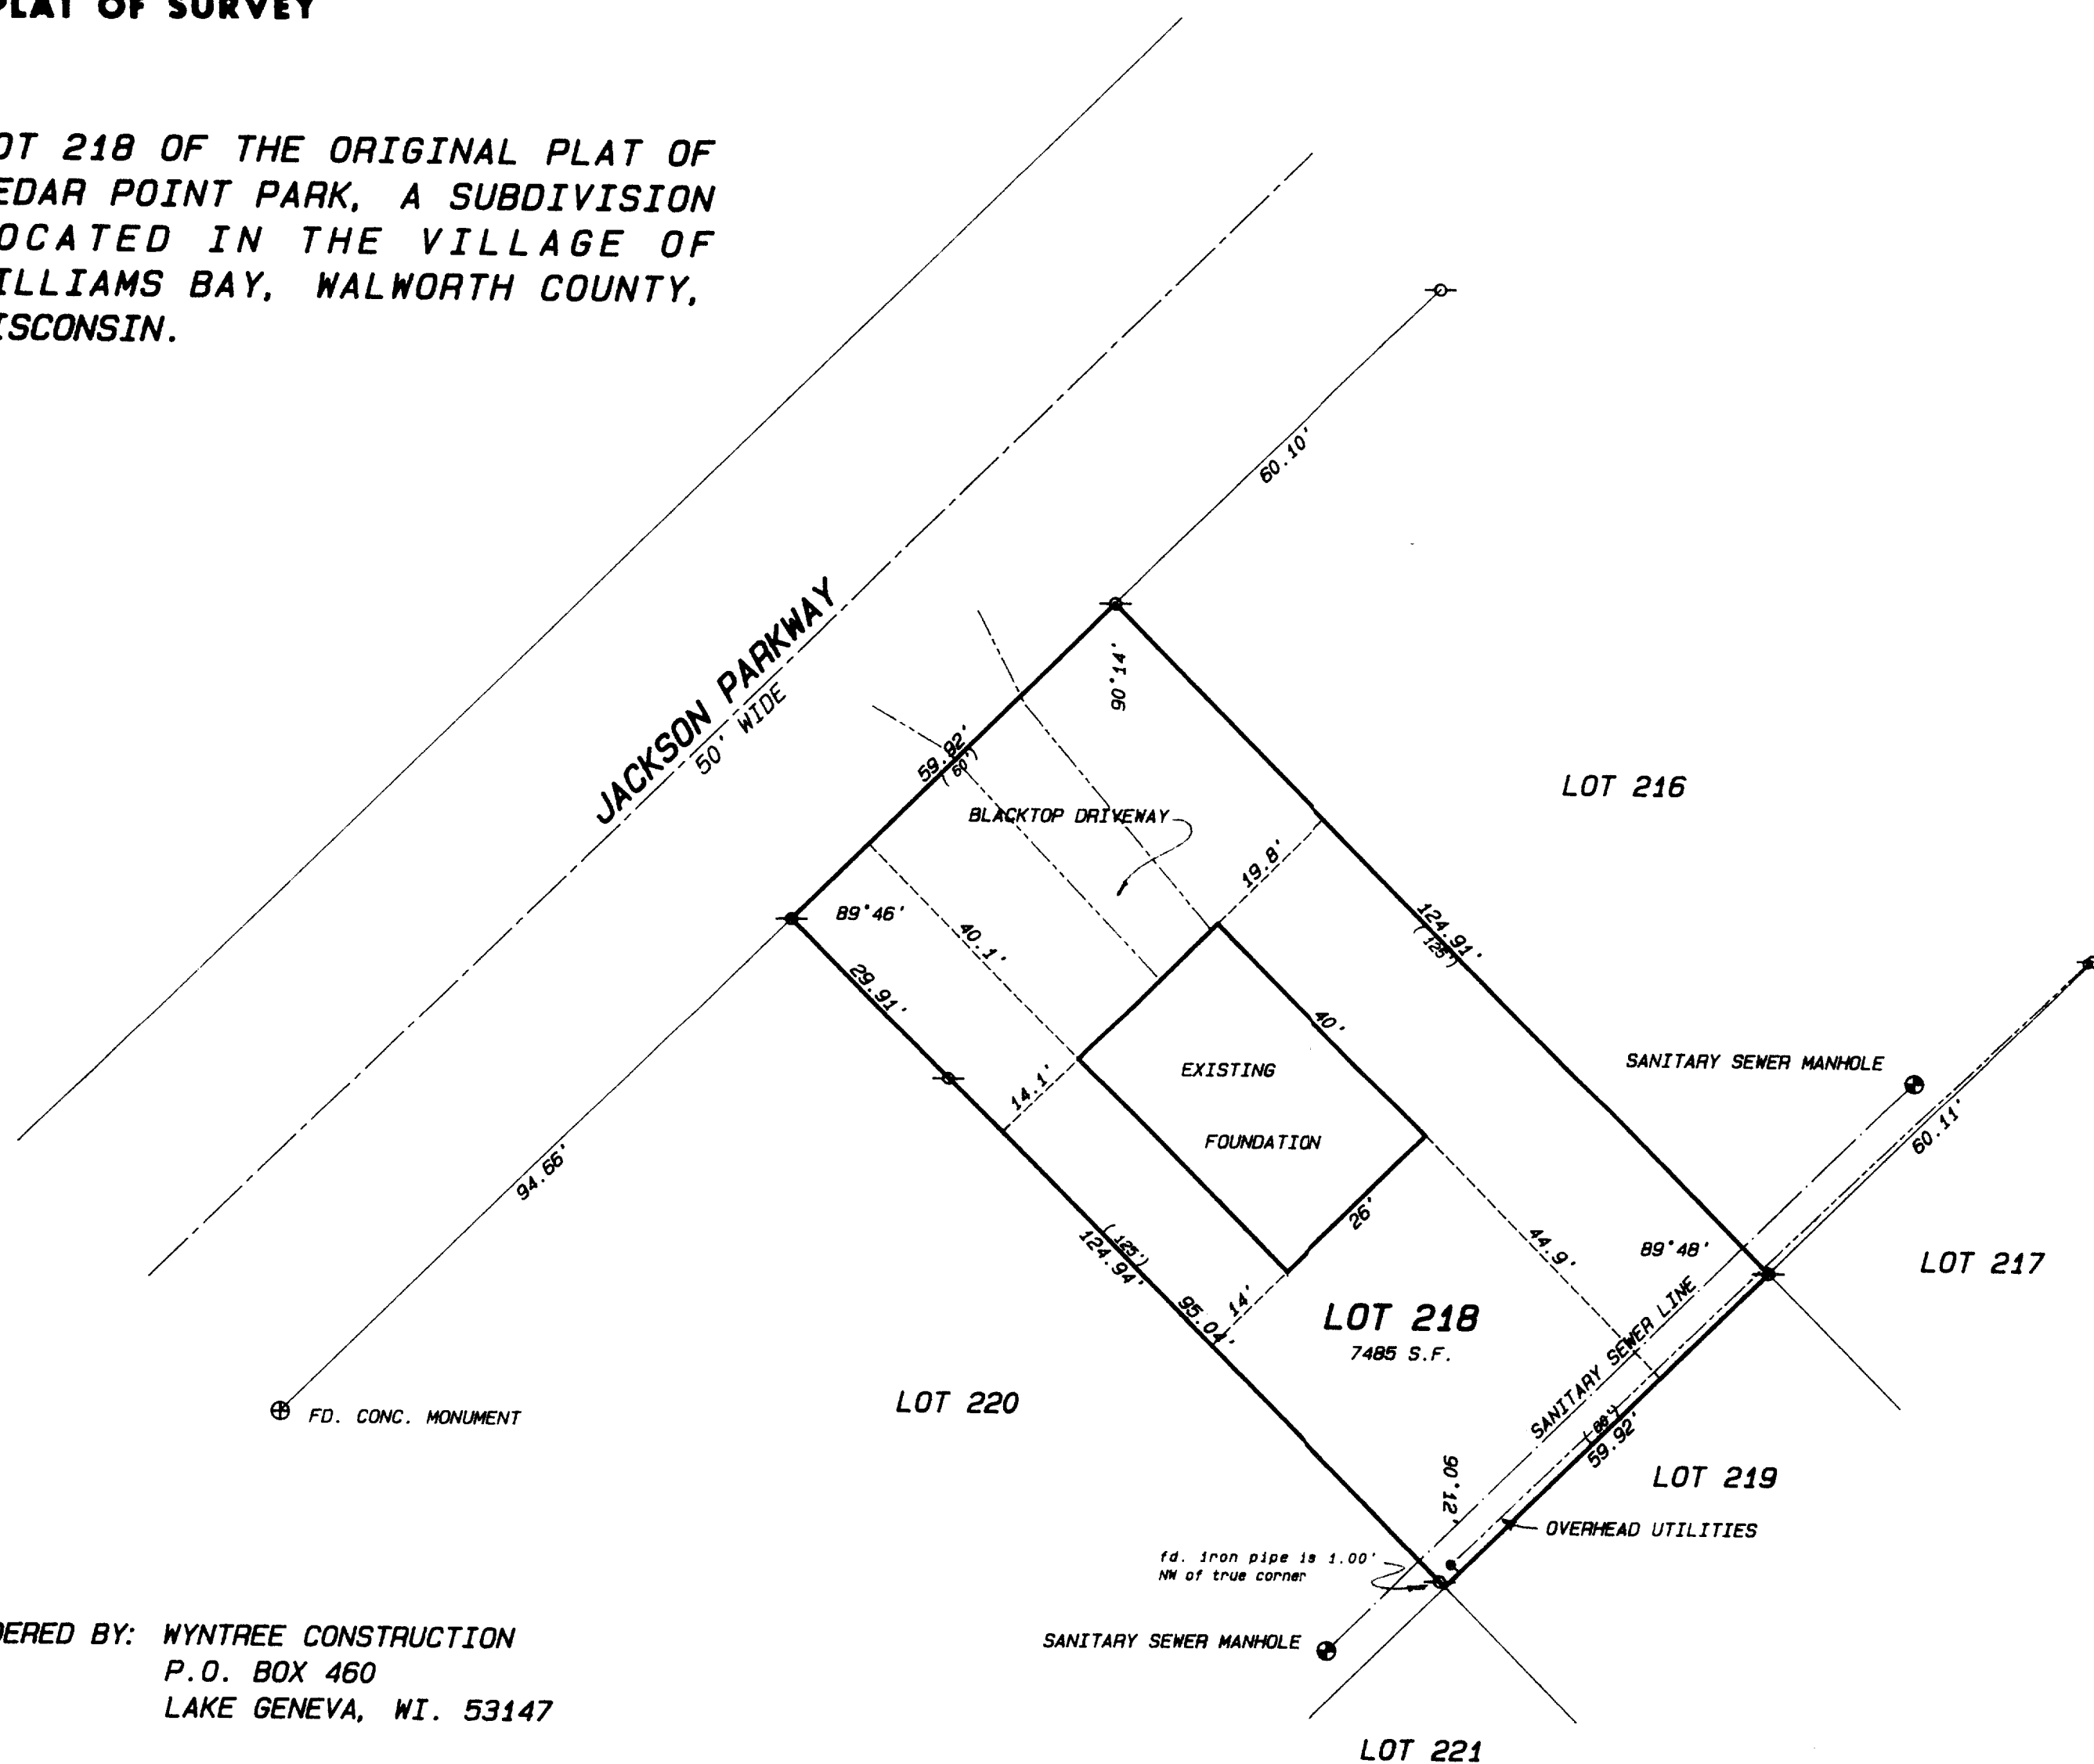 PLAT OF SURVEY
OT 218 OF THE ORIGINAL PLAT OF
EDAR POINT PARK, A SUBDIVISION
OCATED IN THE VILLAGE OF
ILLIAMS BAY, WALWORTH COUNTY,
ISCONSIN.
60.10'
JACKSON PARKWAY
50' WIDE
90°14'
59.82'
(60')
BLACKTOP DRIVEWAY
LOT 216
19.8'
89°46'
40.1'
124.91'
(125')
29.91'
40'
EXISTING
FOUNDATION
14.1'
SANITARY SEWER MANHOLE
60.11'
94.66'
26'
44.9'
89°48'
LOT 217
(125')
124.94'
95.04'
14'
LOT 218
7485 S.F.
SANITARY SEWER LINE
LOT 220
FD. CONC. MONUMENT
(60')
59.92'
LOT 219
90°12'
OVERHEAD UTILITIES
fd. iron pipe is 1.00'
NW of true corner
SANITARY SEWER MANHOLE
DERED BY: WYNTREE CONSTRUCTION
P.O. BOX 460
LAKE GENEVA, WI. 53147
LOT 221